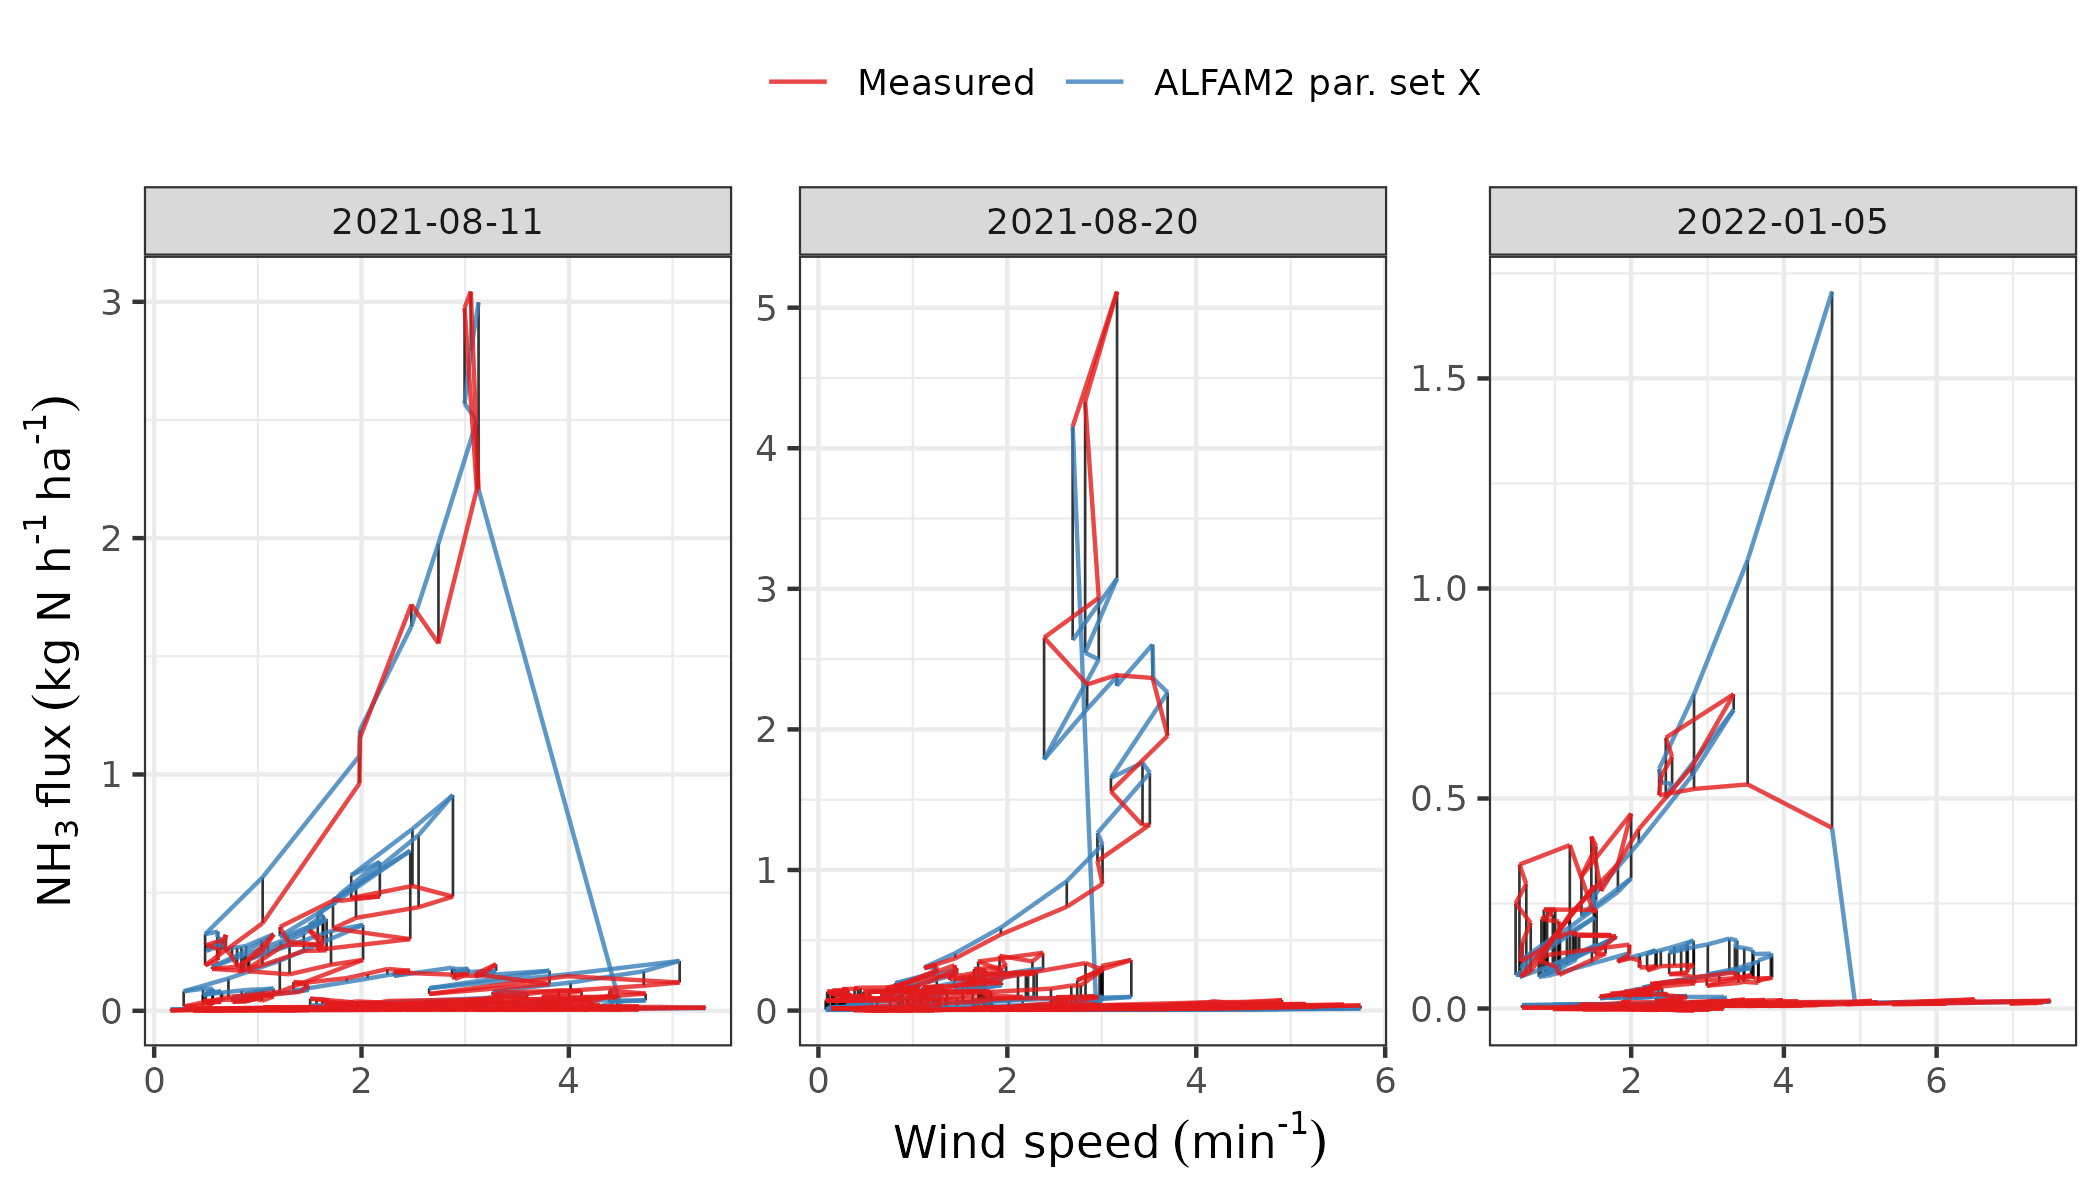 Measured ALFAM2 par. set X
2021-08-11 2021-08-20 2022-01-05
NH₃ flux (kg N h⁻¹ ha⁻¹)
3
2
1
0
5
4
3
2
1
0
1.5
1.0
0.5
0.0
0 2 4 0 2 4 6 2 4 6
Wind speed (min⁻¹)